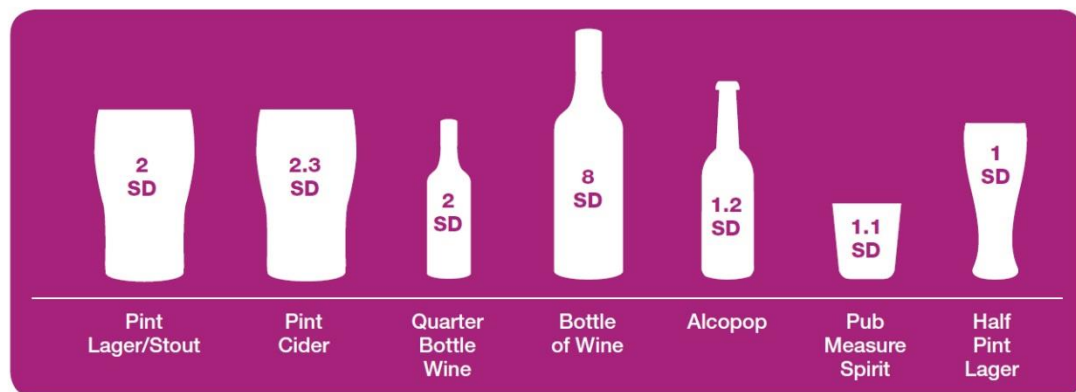 2
SD
2.3
SD
2
SD
8
SD
1.2
SD
1.1
SD
1
SD
Pint
Lager/Stout
Pint
Cider
Quarter
Bottle
Wine
Bottle
of Wine
Alcopop
Pub
Measure
Spirit
Half
Pint
Lager